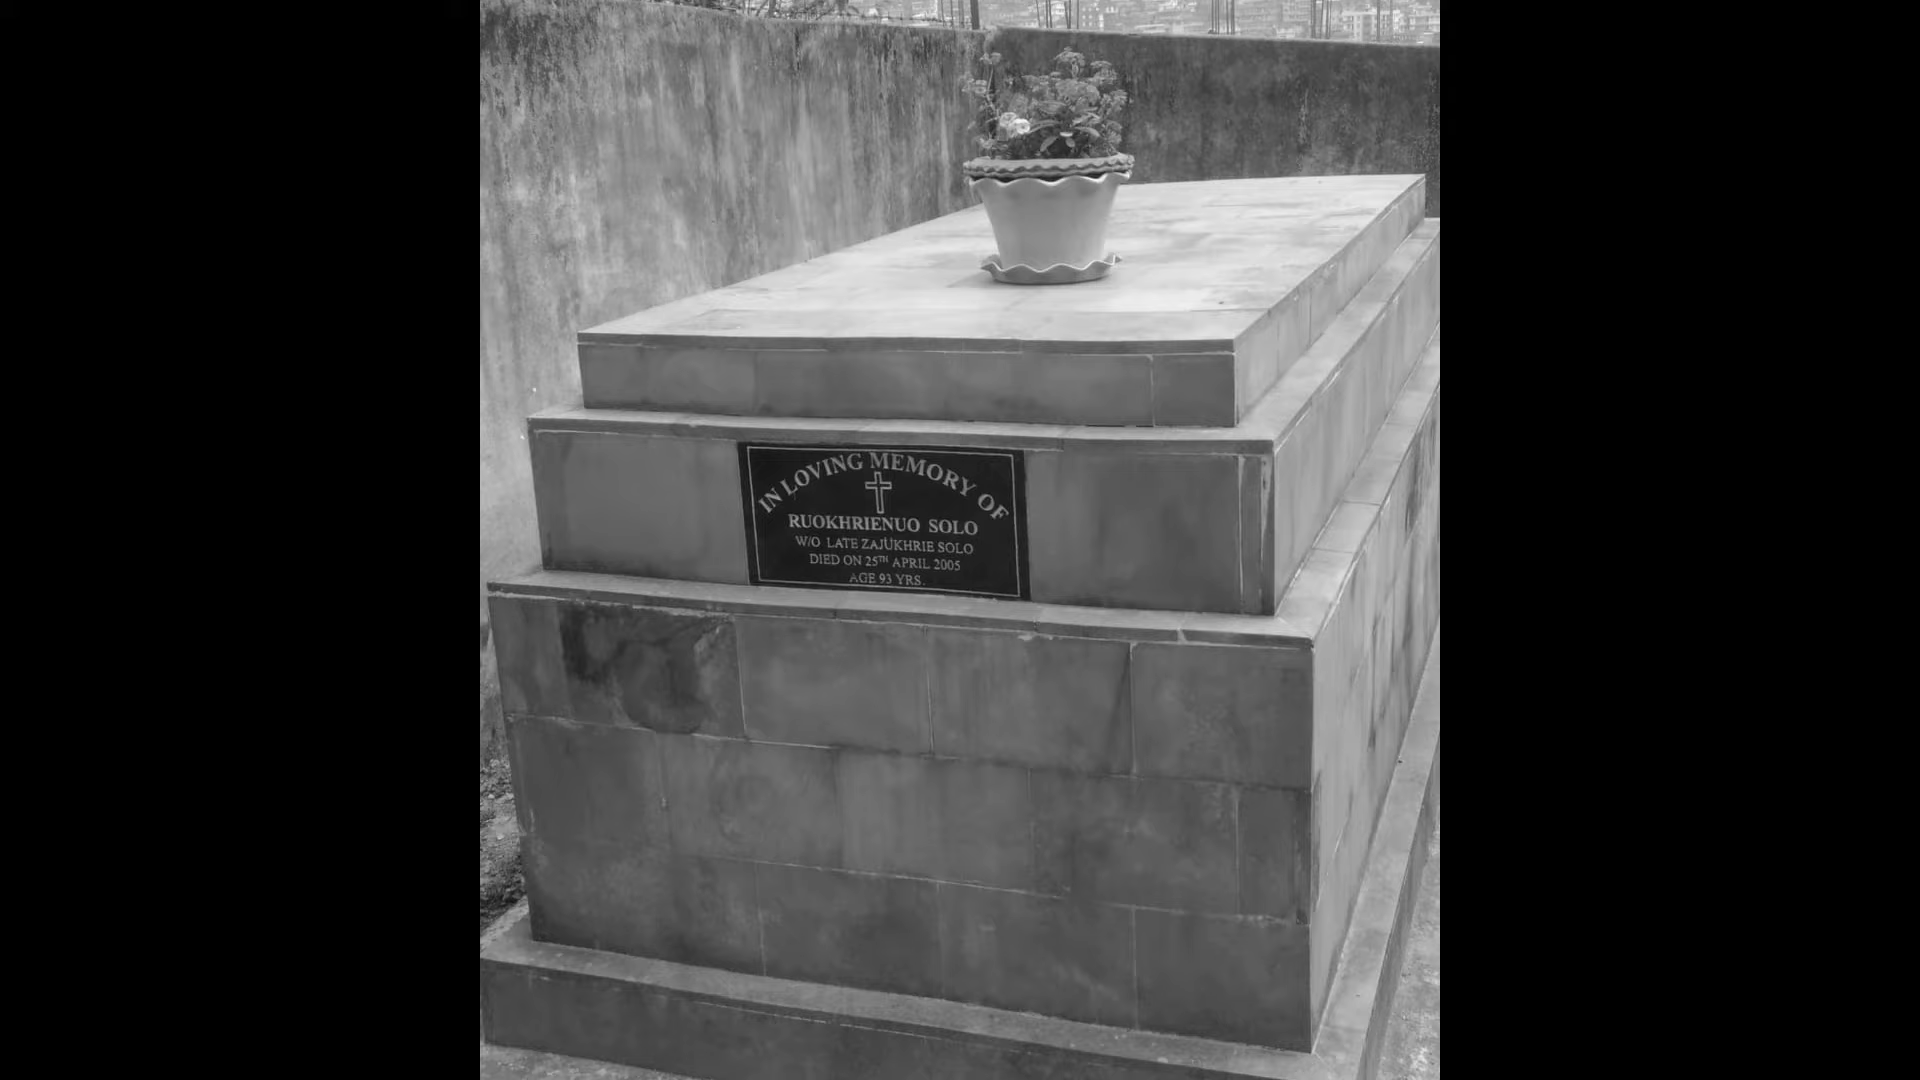 IN LOVING MEMORY OF
RUOKHRIENUO SOLO
W/O LATE ZAJÜKHRIE SOLO
DIED ON 25TH APRIL 2005
AGE 93 YRS.